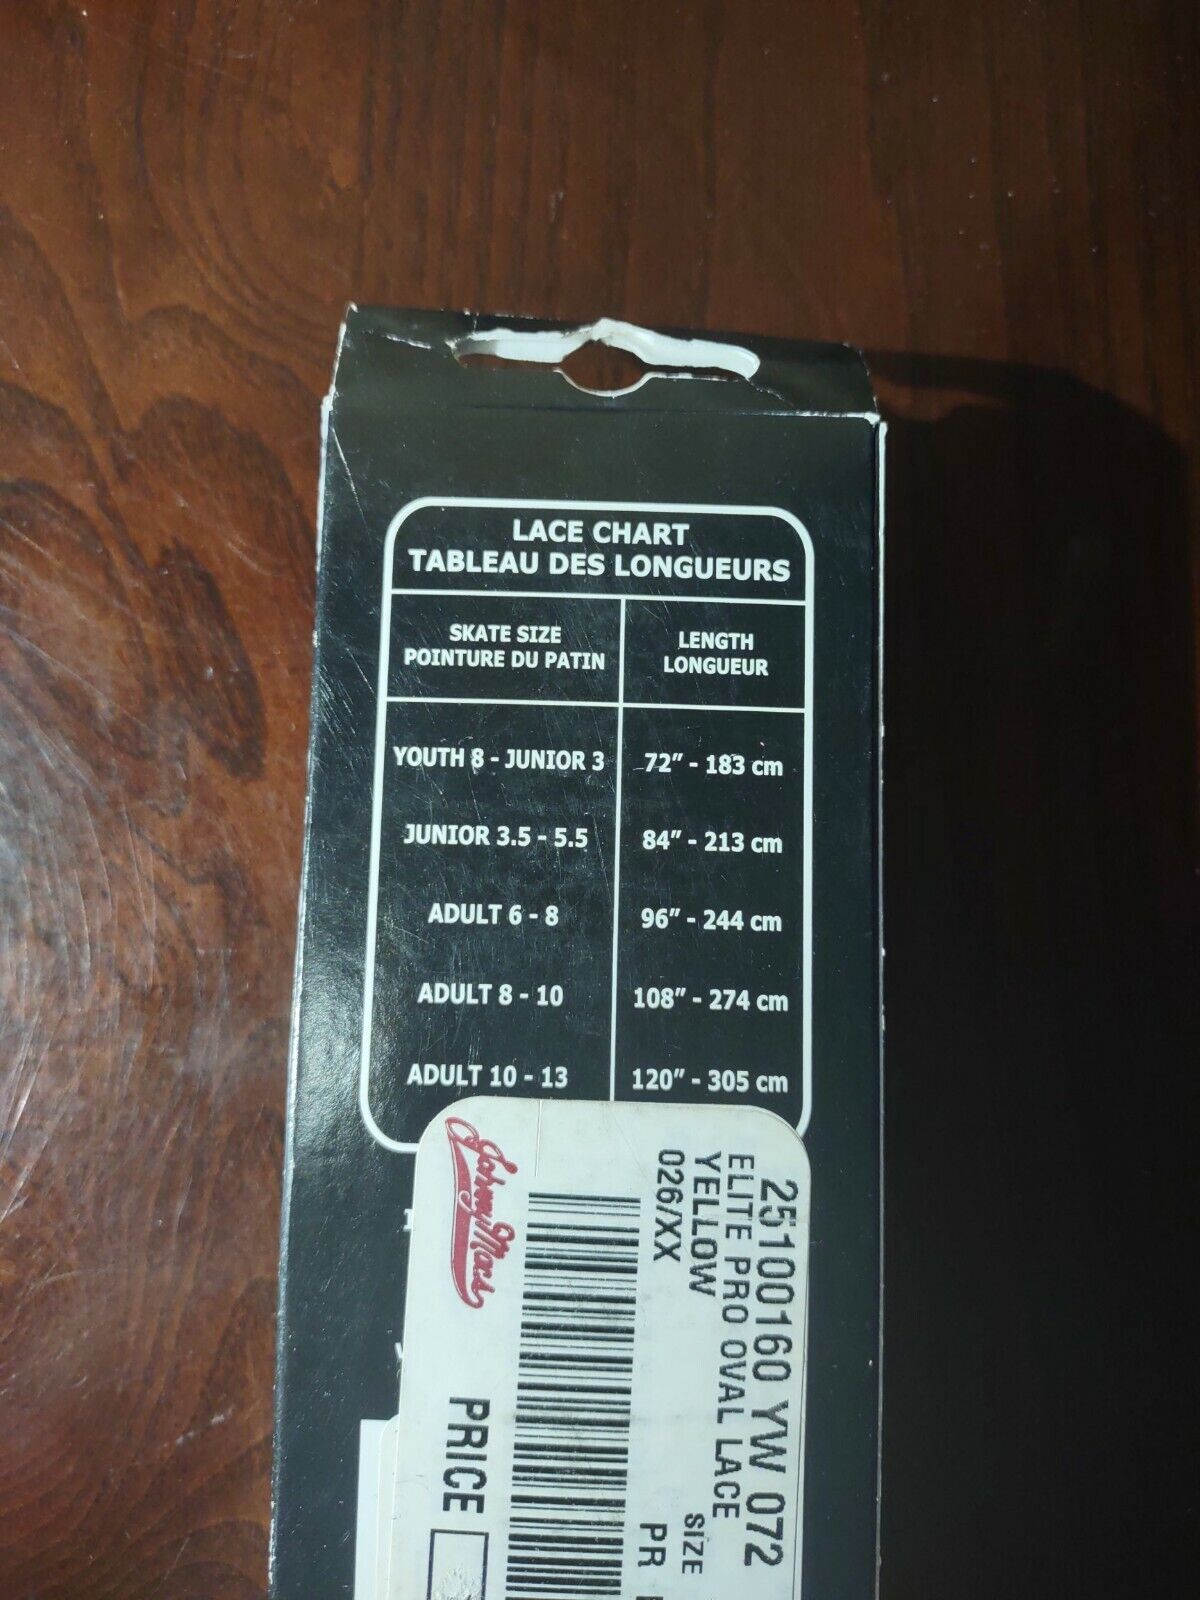 LACE CHART
TABLEAU DES LONGUEURS
SKATE SIZE
POINTURE DU PATIN
LENGTH
LONGUEUR
YOUTH 8 - JUNIOR 3 72" - 183 cm
JUNIOR 3.5 - 5.5 84" - 213 cm
ADULT 6 - 8 96" - 244 cm
ADULT 8 - 10 108" - 274 cm
ADULT 10 - 13 120" - 305 cm
25100160 YW 072
ELITE PRO OVAL LACE
YELLOW
026/XX
SIZE
PR
Johnny Mac's
PRICE